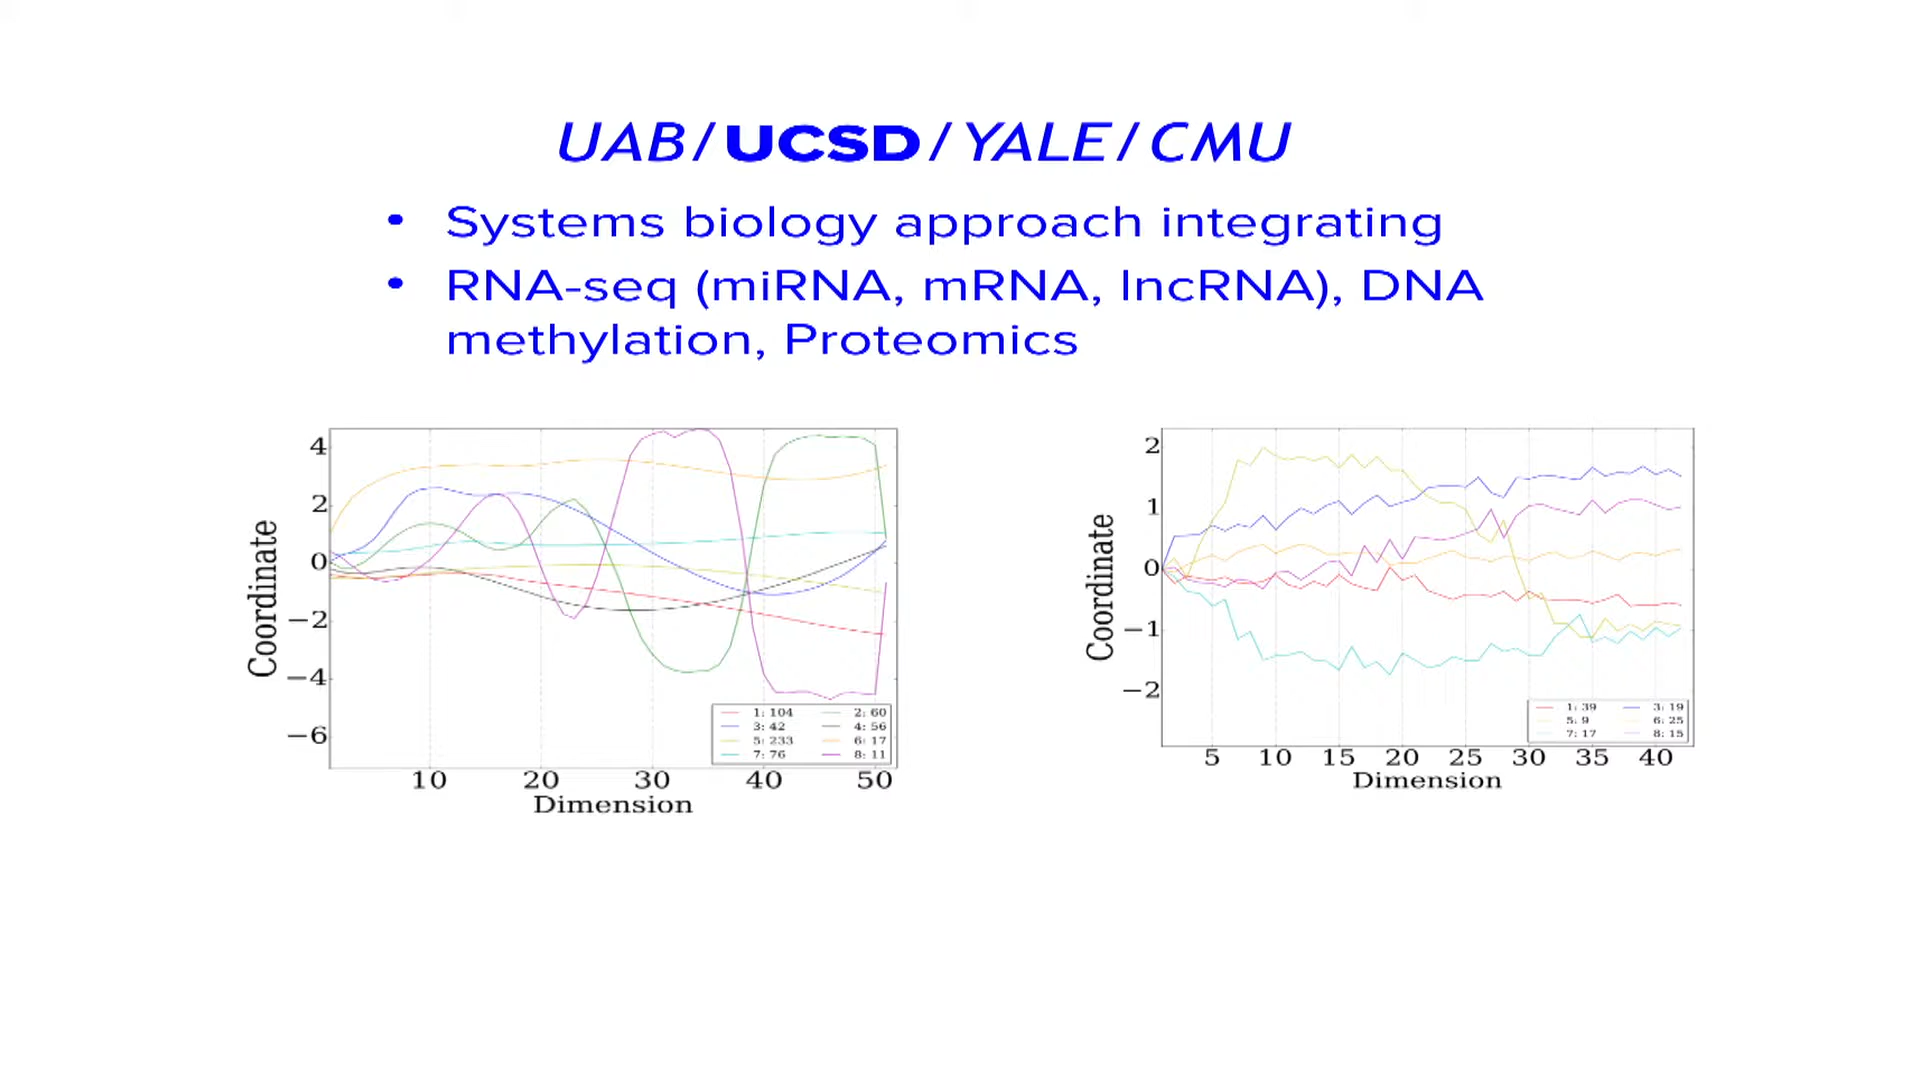 UAB/UCSD/YALE/CMU
• Systems biology approach integrating
• RNA-seq (miRNA, mRNA, lncRNA), DNA
methylation, Proteomics
4
2
0
−2
−4
−6
Coordinate
1: 104 2: 60
3: 42 4: 56
5: 233 6: 17
7: 76 8: 11
10 20 30 40 50
Dimension
2
1
0
−1
−2
Coordinate
1: 39 3: 19
5: 9 6: 25
7: 17 8: 15
5 10 15 20 25 30 35 40
Dimension